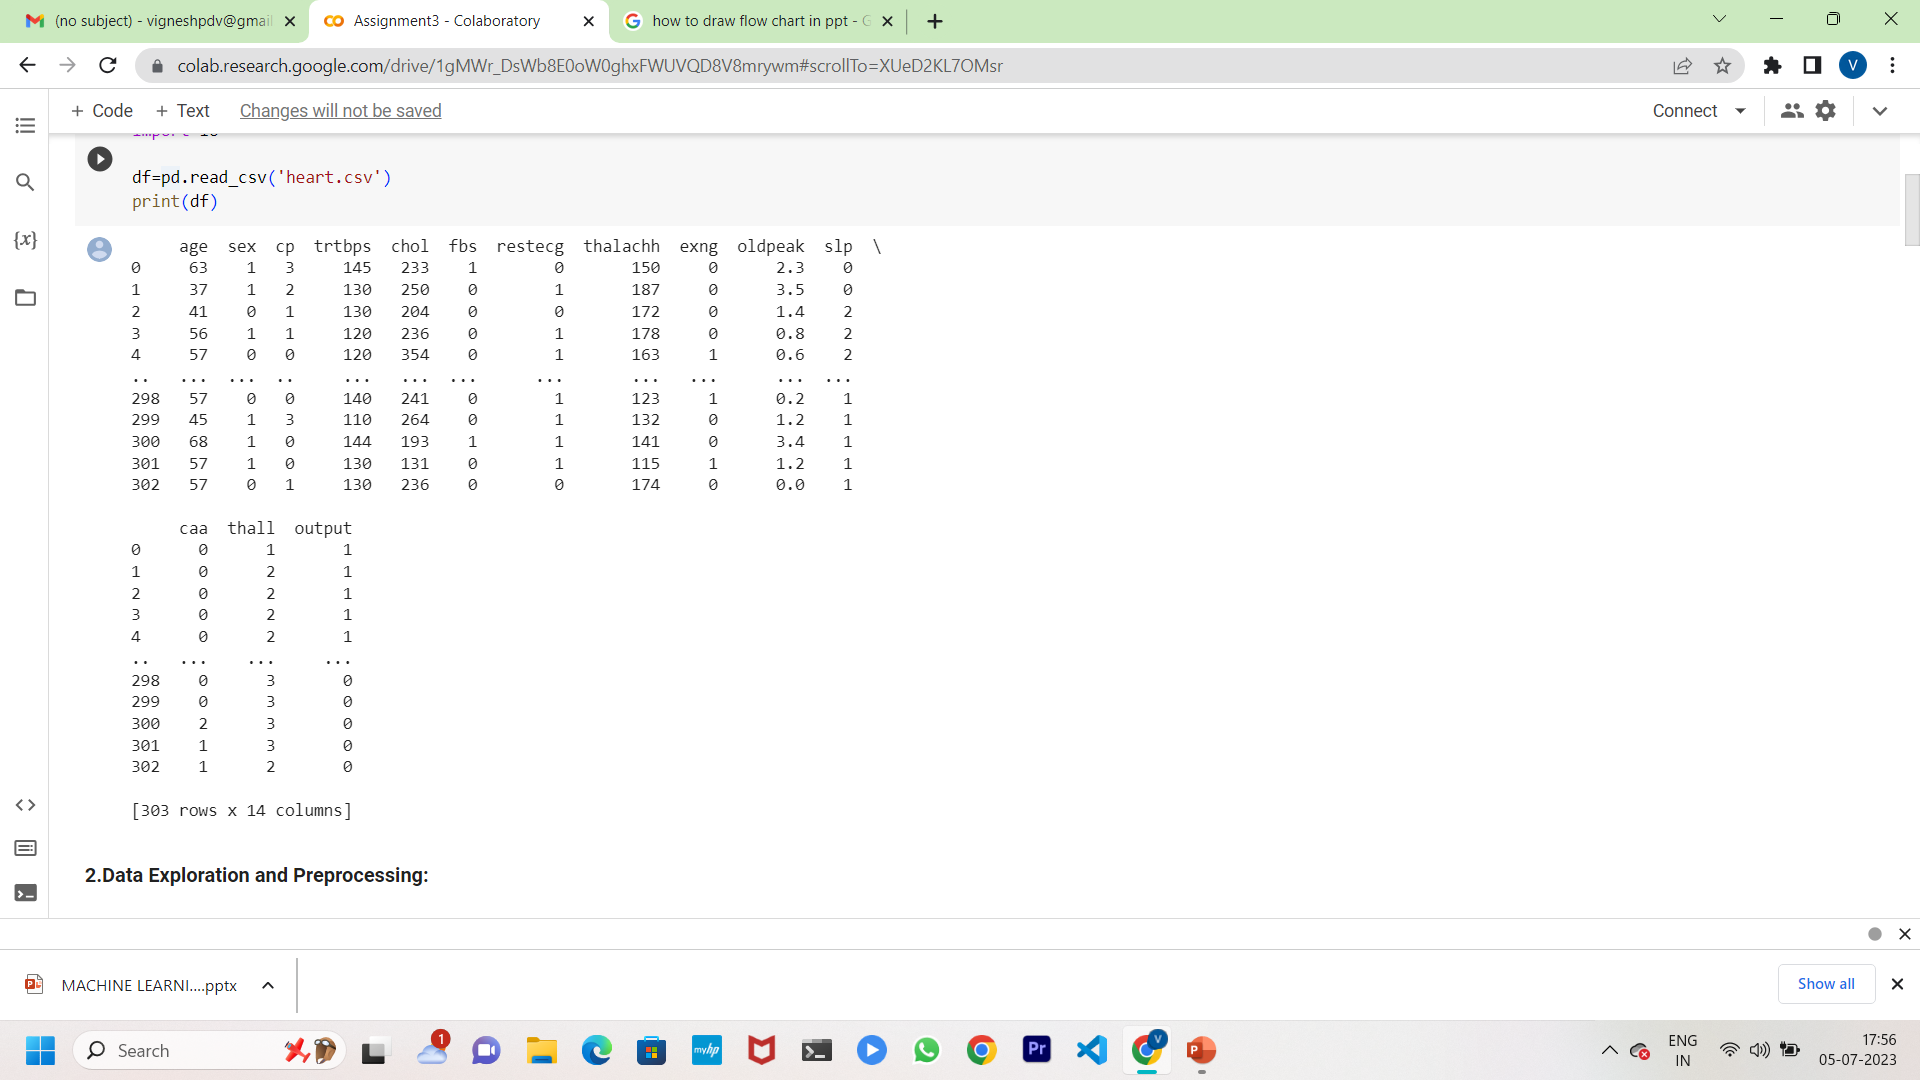 (no subject) - vigneshpdv@gmai
Assignment3 - Colaboratory
how to draw flow chart in ppt - G
colab.research.google.com/drive/1gMWr_DsWb8E0oW0ghxFWUVQD8V8mrywm#scrollTo=XUeD2KL7OMsr
V
+ Code + Text Changes will not be saved
Connect
import io
df=pd.read_csv('heart.csv')
print(df)
{x}
age sex cp trtbps chol fbs restecg thalachh exng oldpeak slp \
0 63 1 3 145 233 1 0 150 0 2.3 0
1 37 1 2 130 250 0 1 187 0 3.5 0
2 41 0 1 130 204 0 0 172 0 1.4 2
3 56 1 1 120 236 0 1 178 0 0.8 2
4 57 0 0 120 354 0 1 163 1 0.6 2
.. ... ... .. ... ... ... ... ... ... ... ...
298 57 0 0 140 241 0 1 123 1 0.2 1
299 45 1 3 110 264 0 1 132 0 1.2 1
300 68 1 0 144 193 1 1 141 0 3.4 1
301 57 1 0 130 131 0 1 115 1 1.2 1
302 57 0 1 130 236 0 0 174 0 0.0 1
caa thall output
0 0 1 1
1 0 2 1
2 0 2 1
3 0 2 1
4 0 2 1
.. ... ... ...
298 0 3 0
299 0 3 0
300 2 3 0
301 1 3 0
302 1 2 0
[303 rows x 14 columns]
2.Data Exploration and Preprocessing:
MACHINE LEARNI....pptx
Show all
Search
1
myhp
Pr
V
P
ENG
IN
17:56
05-07-2023